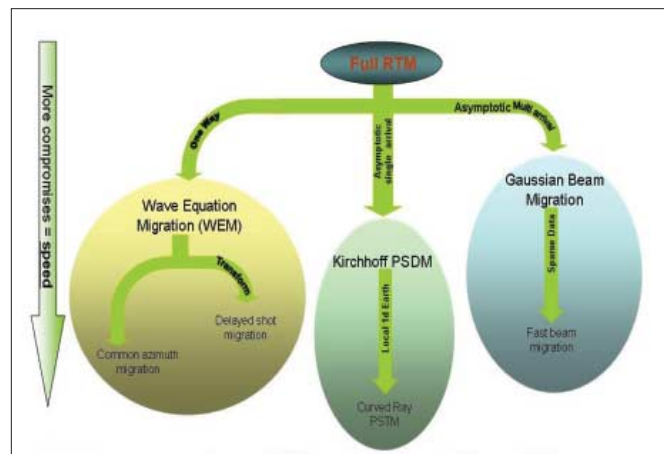 More compromises = speed
Full RTM
One Way
Asymptotic
single arrival
Asymptotic Multi arrival
Wave Equation
Migration (WEM)
Transform
Delayed shot
migration
Common azimuth
migration
Kirchhoff PSDM
Local 1d Earth
Curved Ray
PSTM
Gaussian Beam
Migration
Sparse Data
Fast beam
migration